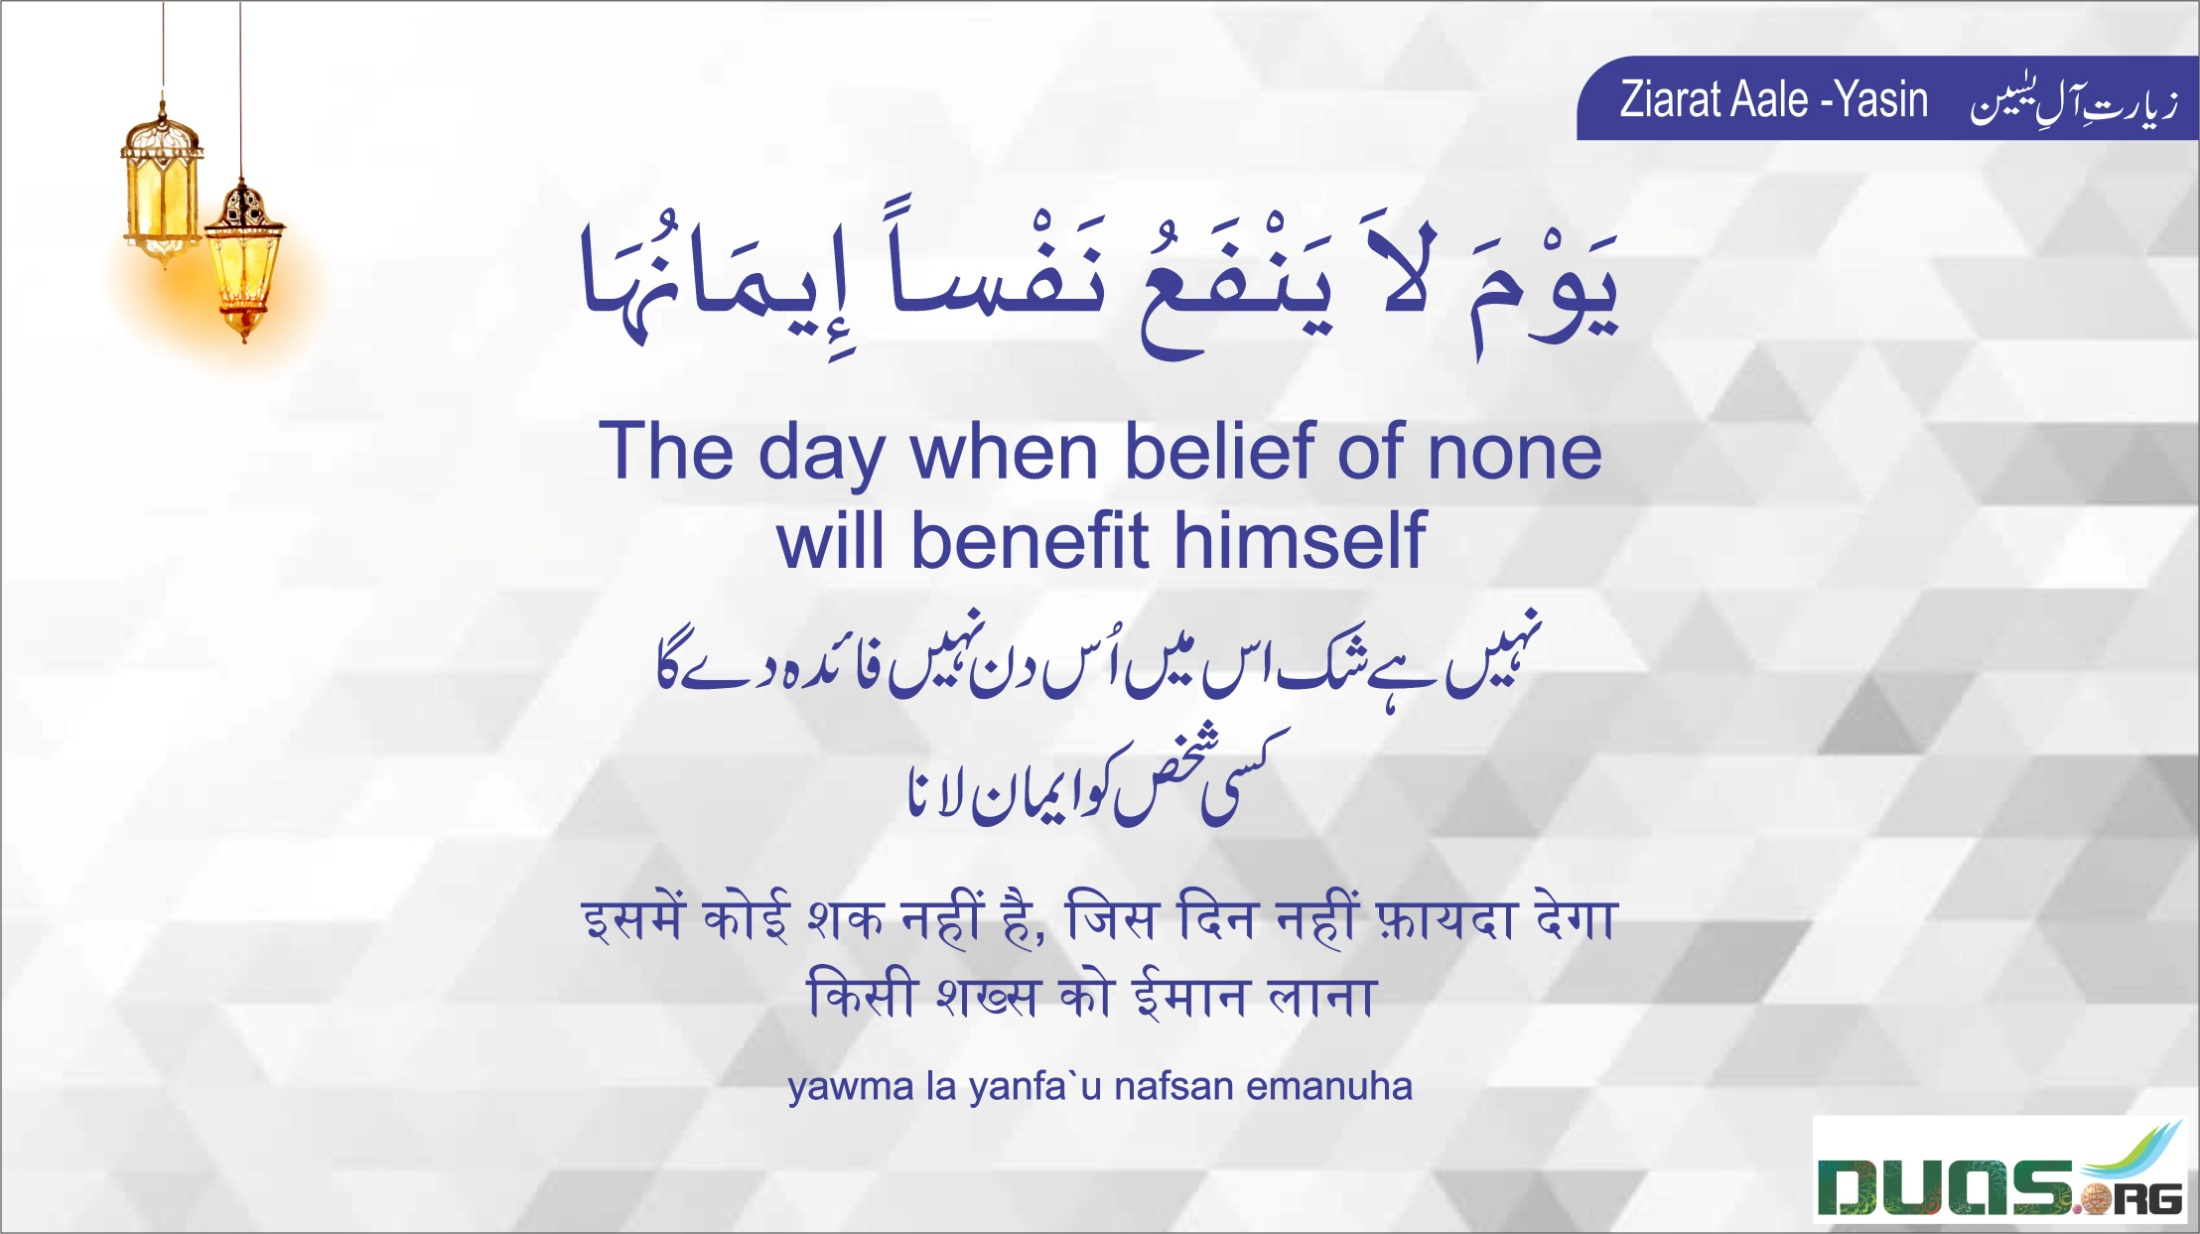 Ziarat Aale -Yasin زیارتِ آلِ یٰسین
يَوْمَ لاَ يَنْفَعُ نَفْساً إِيمَانُهَا
The day when belief of none
will benefit himself
نہیں ہے شک اس میں اُس دن نہیں فائدہ دے گا
کسی شخص کو ایمان لانا
इसमें कोई शक नहीं है, जिस दिन नहीं फ़ायदा देगा
किसी शख्स को ईमान लाना
yawma la yanfa`u nafsan emanuha
DUAS.ORG